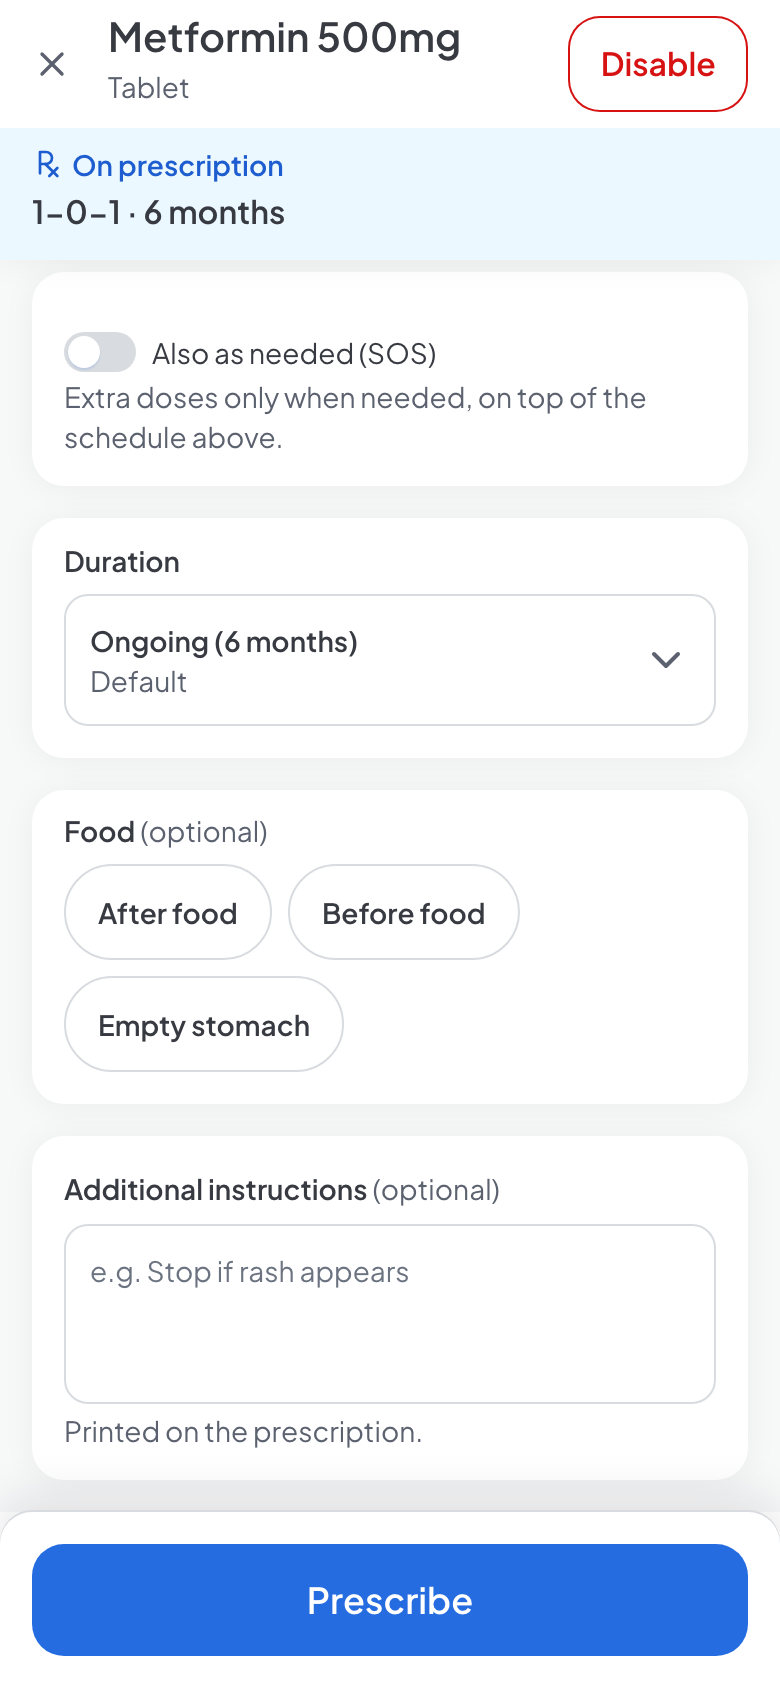 Metformin 500mg
Tablet
Disable
On prescription
1–0–1 · 6 months
Also as needed (SOS)
Extra doses only when needed, on top of the
schedule above.
Duration
Ongoing (6 months)
Default
Food (optional)
After food
Before food
Empty stomach
Additional instructions (optional)
e.g. Stop if rash appears
Printed on the prescription.
Prescribe